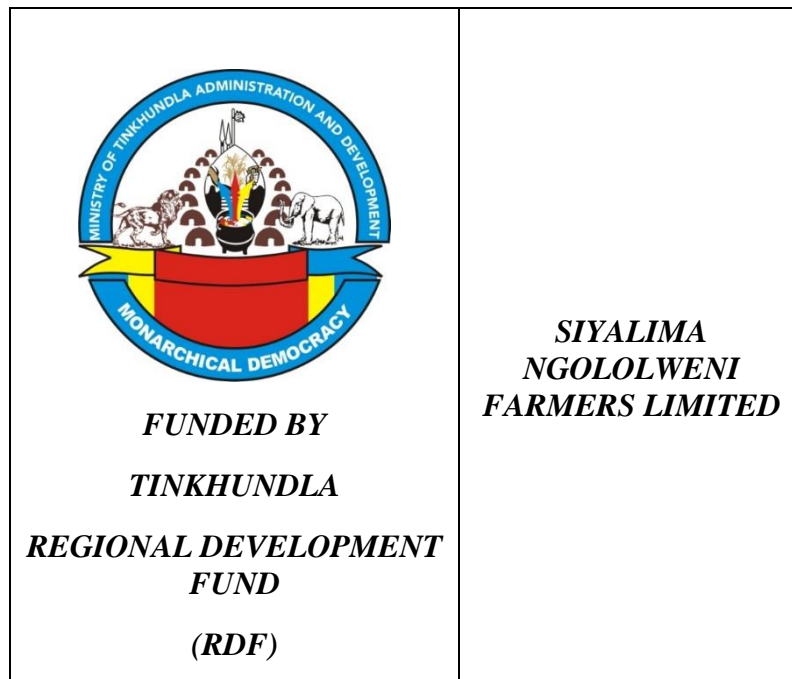 MINISTRY OF TINKHUNDLA ADMINISTRATION AND DEVELOPMENT
MONARCHICAL DEMOCRACY
FUNDED BY
TINKHUNDLA
REGIONAL DEVELOPMENT
FUND
(RDF)
SIYALIMA
NGOLOLWENI
FARMERS LIMITED